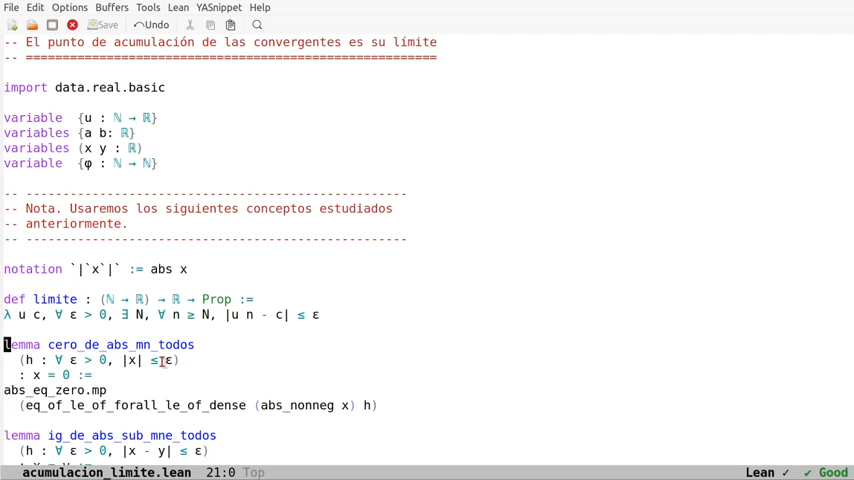 File Edit Options Buffers Tools Lean YASnippet Help
Save Undo
-- El punto de acumulación de las convergentes es su límite
-- ========================================================
import data.real.basic
variable  {u : ℕ → ℝ}
variables {a b: ℝ}
variables (x y : ℝ)
variable  {φ : ℕ → ℕ}
-- ----------------------------------------------------
-- Nota. Usaremos los siguientes conceptos estudiados
-- anteriormente.
-- ----------------------------------------------------
notation `|`x`|` := abs x
def limite : (ℕ → ℝ) → ℝ → Prop :=
λ u c, ∀ ε > 0, ∃ N, ∀ n ≥ N, |u n - c| ≤ ε
lemma cero_de_abs_mn_todos
(h : ∀ ε > 0, |x| ≤ ε)
: x = 0 :=
abs_eq_zero.mp
(eq_of_le_of_forall_le_of_dense (abs_nonneg x) h)
lemma ig_de_abs_sub_mne_todos
(h : ∀ ε > 0, |x - y| ≤ ε)
: x = y :=
acumulacion_limite.lean 21:0 Top Lean ✓ ✔ Good